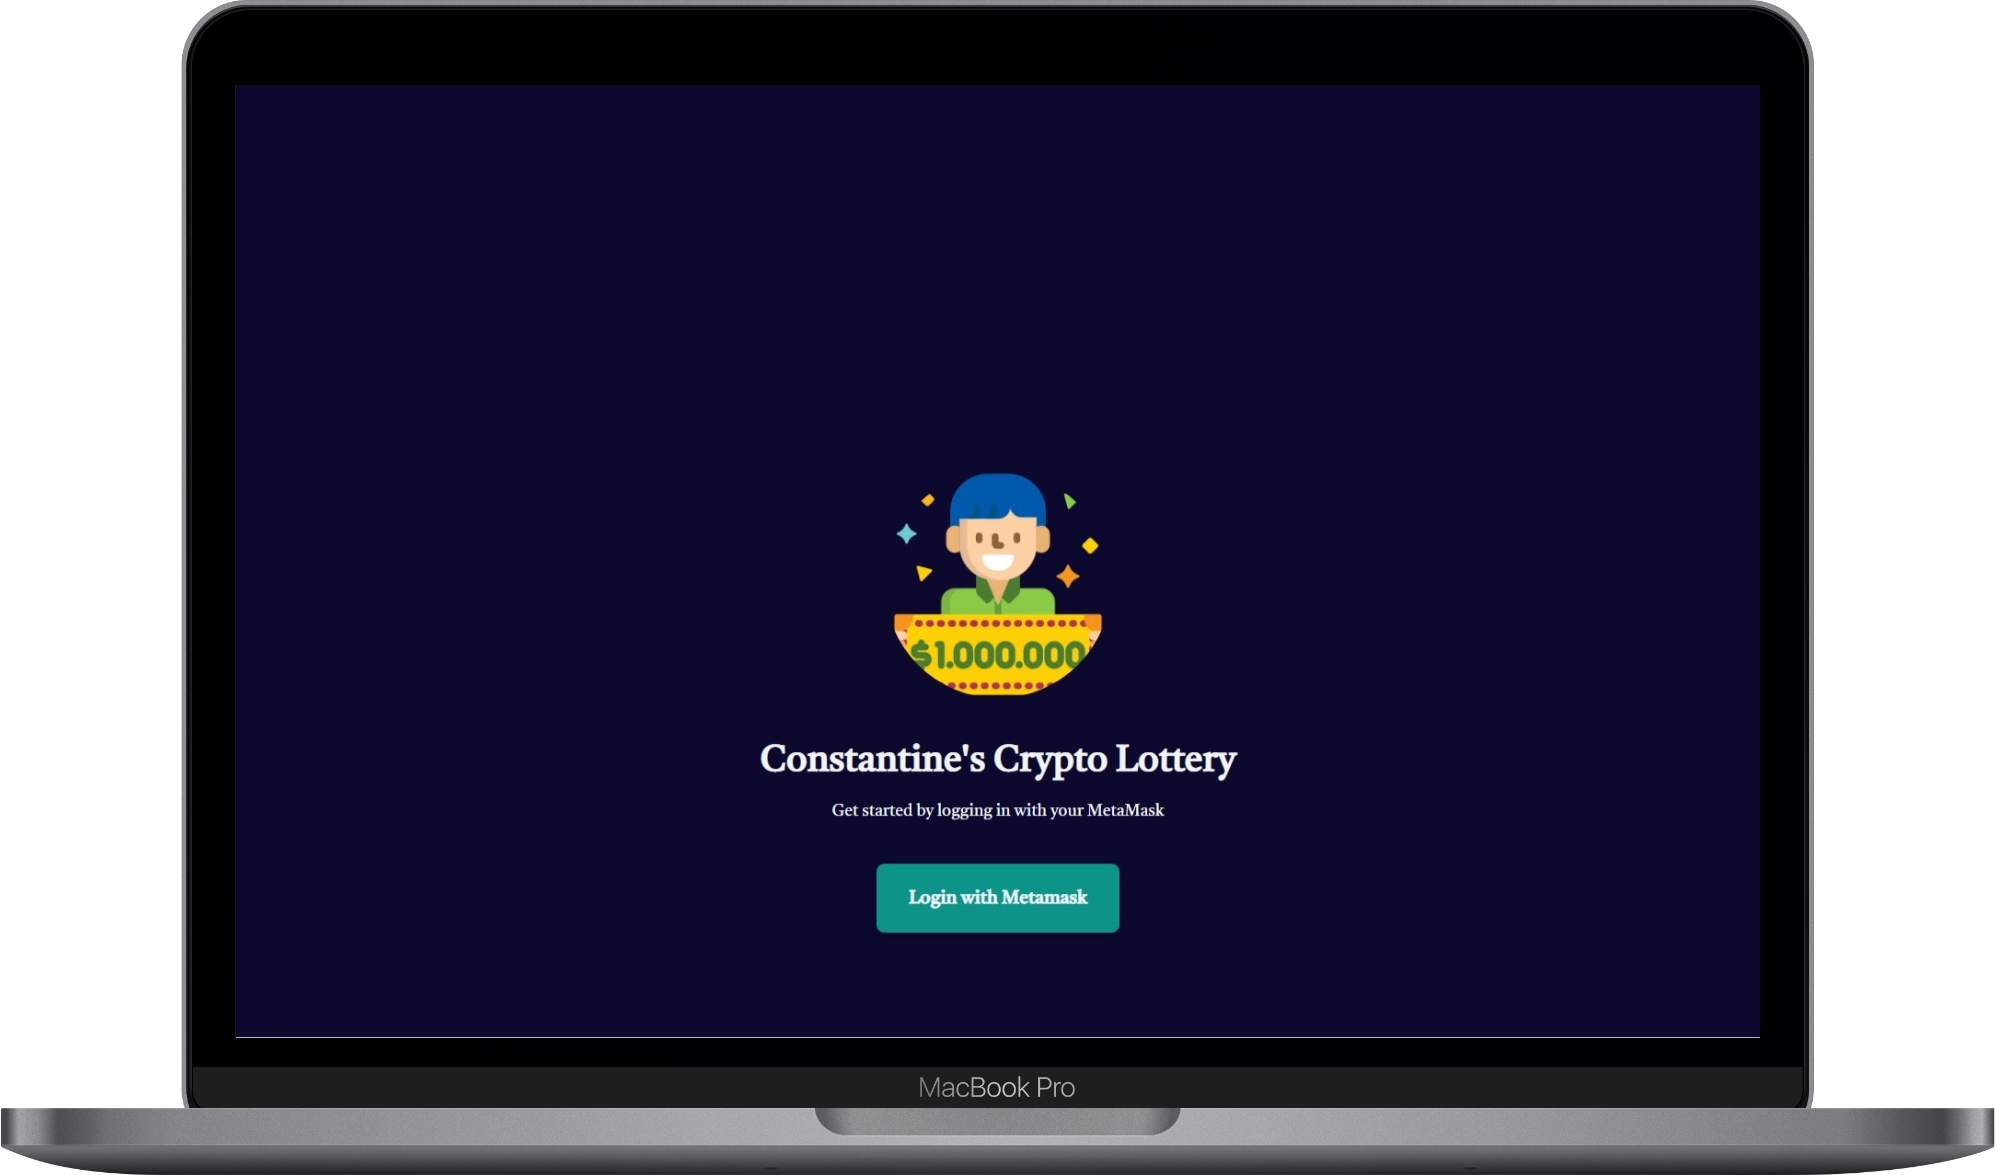 $1.000.000
Constantine's Crypto Lottery
Get started by logging in with your MetaMask
Login with Metamask
MacBook Pro